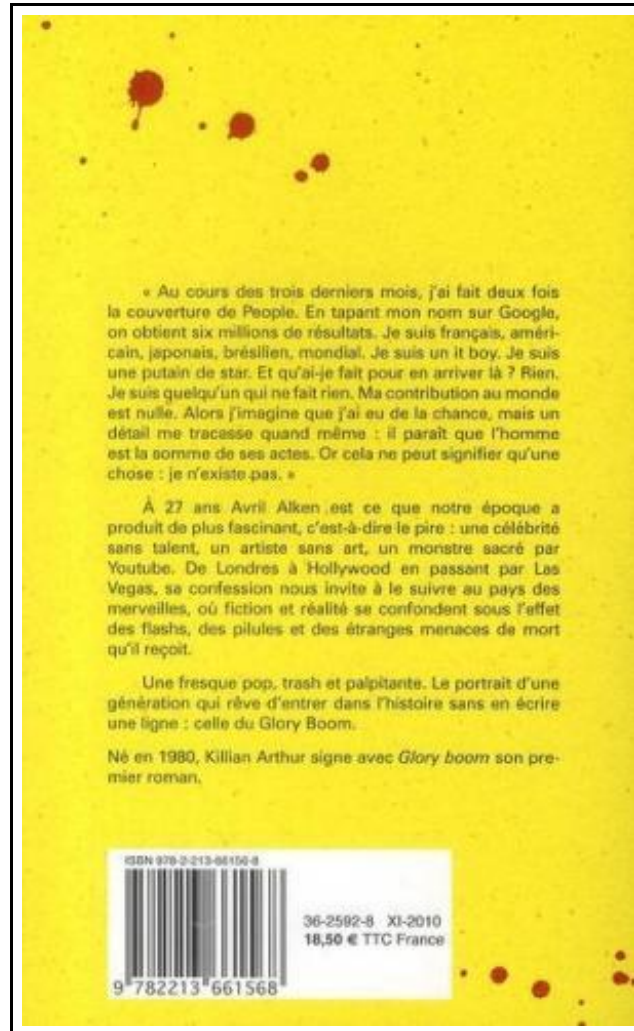 « Au cours des trois derniers mois, j'ai fait deux fois
la couverture de People. En tapant mon nom sur Google,
on obtient six millions de résultats. Je suis français, améri-
cain, japonais, brésilien, mondial. Je suis un it boy. Je suis
une putain de star. Et qu'ai-je fait pour en arriver là ? Rien.
Je suis quelqu'un qui ne fait rien. Ma contribution au monde
est nulle. Alors j'imagine que j'ai eu de la chance, mais un
détail me tracasse quand même : il paraît que l'homme
est la somme de ses actes. Or cela ne peut signifier qu'une
chose : je n'existe pas. »
À 27 ans Avril Alken est ce que notre époque a
produit de plus fascinant, c'est-à-dire le pire : une célébrité
sans talent, un artiste sans art, un monstre sacré par
Youtube. De Londres à Hollywood en passant par Las
Vegas, sa confession nous invite à le suivre au pays des
merveilles, où fiction et réalité se confondent sous l'effet
des flashs, des pilules et des étranges menaces de mort
qu'il reçoit.
Une fresque pop, trash et palpitante. Le portrait d'une
génération qui rêve d'entrer dans l'histoire sans en écrire
une ligne : celle du Glory Boom.
Né en 1980, Killian Arthur signe avec Glory boom son pre-
mier roman.
ISBN 978-2-213-66156-8
36-2592-8 XI-2010
18,50 € TTC France
9 782213 661568